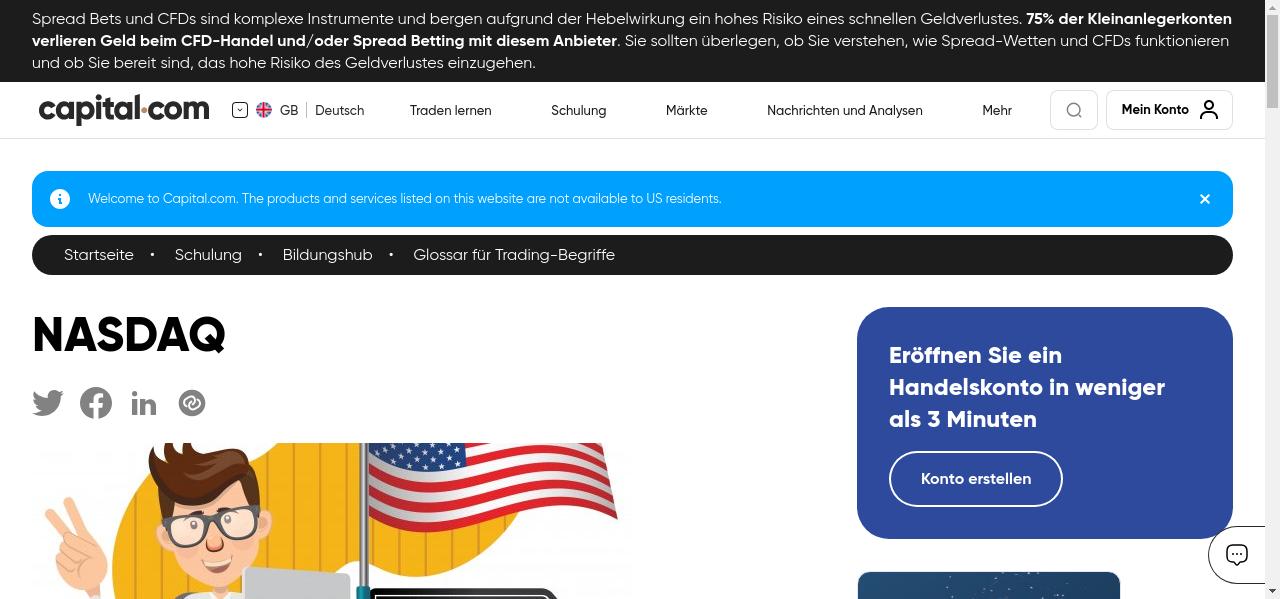 Spread Bets und CFDs sind komplexe Instrumente und bergen aufgrund der Hebelwirkung ein hohes Risiko eines schnellen Geldverlustes. 75% der Kleinanlegerkonten
verlieren Geld beim CFD-Handel und/oder Spread Betting mit diesem Anbieter. Sie sollten überlegen, ob Sie verstehen, wie Spread-Wetten und CFDs funktionieren
und ob Sie bereit sind, das hohe Risiko des Geldverlustes einzugehen.
capital.com GB Deutsch Traden lernen Schulung Märkte Nachrichten und Analysen Mehr Mein Konto
Welcome to Capital.com. The products and services listed on this website are not available to US residents.
Startseite • Schulung • Bildungshub • Glossar für Trading-Begriffe
NASDAQ
Eröffnen Sie ein
Handelskonto in weniger
als 3 Minuten
Konto erstellen